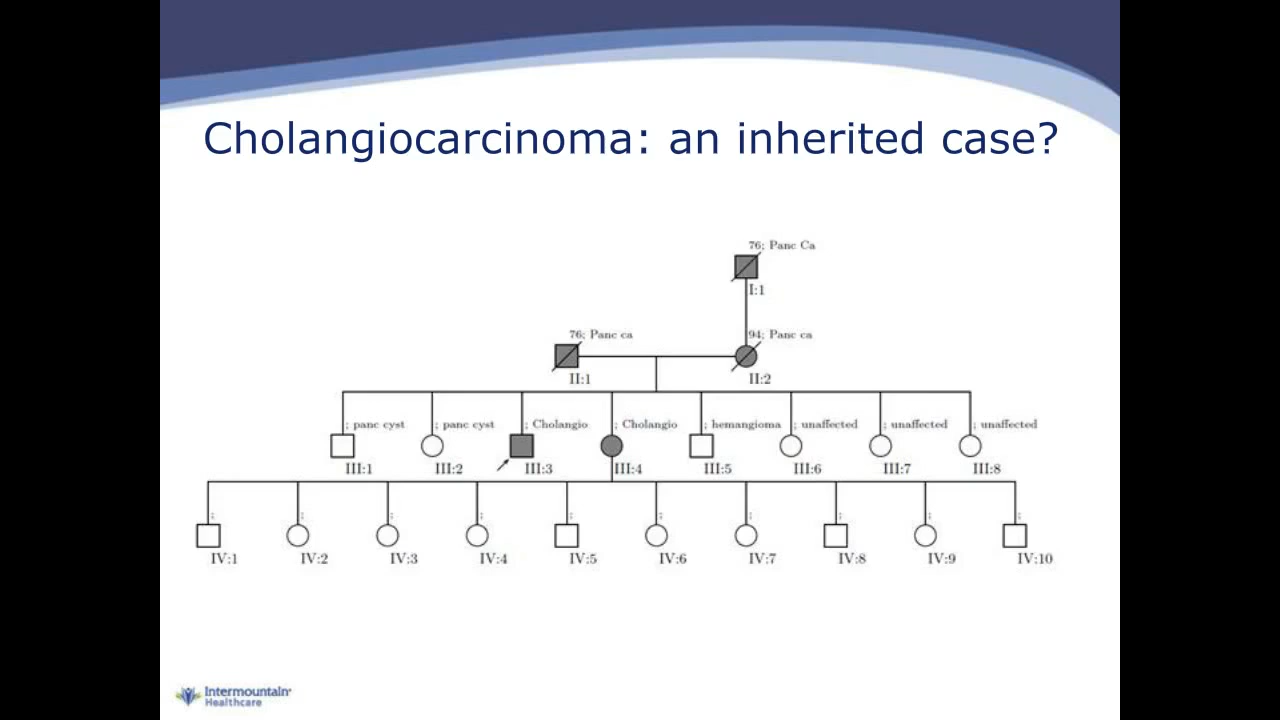 Cholangiocarcinoma: an inherited case?
76; Panc Ca
I:1
76; Panc ca
94; Panc ca
II:1
II:2
; panc cyst
; panc cyst
; Cholangio
; Cholangio
; hemangioma
; unaffected
; unaffected
; unaffected
III:1
III:2
III:3
III:4
III:5
III:6
III:7
III:8
;
;
;
;
;
;
;
;
;
;
IV:1
IV:2
IV:3
IV:4
IV:5
IV:6
IV:7
IV:8
IV:9
IV:10
Intermountain
Healthcare